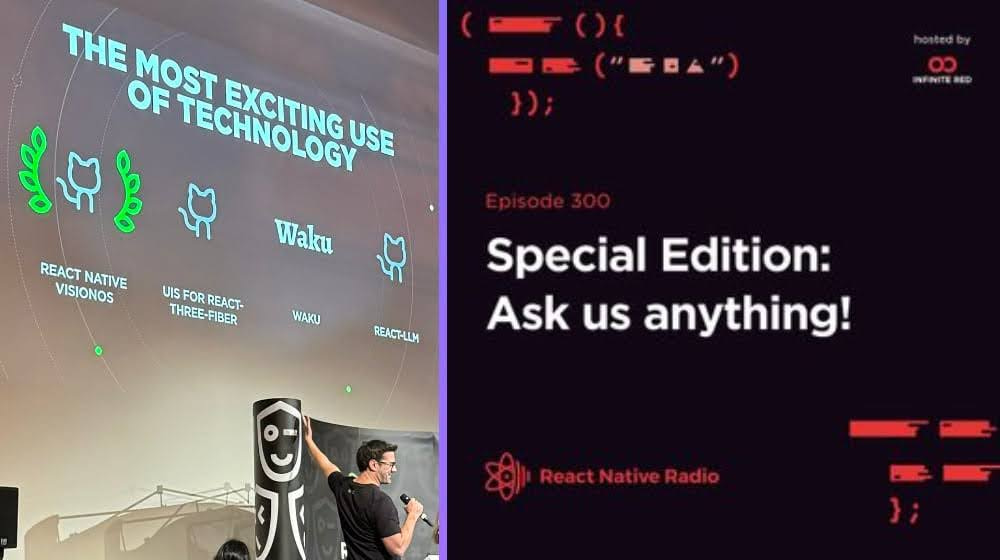 THE MOST EXCITING USE
OF TECHNOLOGY
Waku
REACT NATIVE
VISIONOS
UIS FOR REACT-
THREE-FIBER
WAKU
REACT-LLM
( (){
("
")
});
hosted by
INFINITE RED
Episode 300
Special Edition:
Ask us anything!
React Native Radio
};